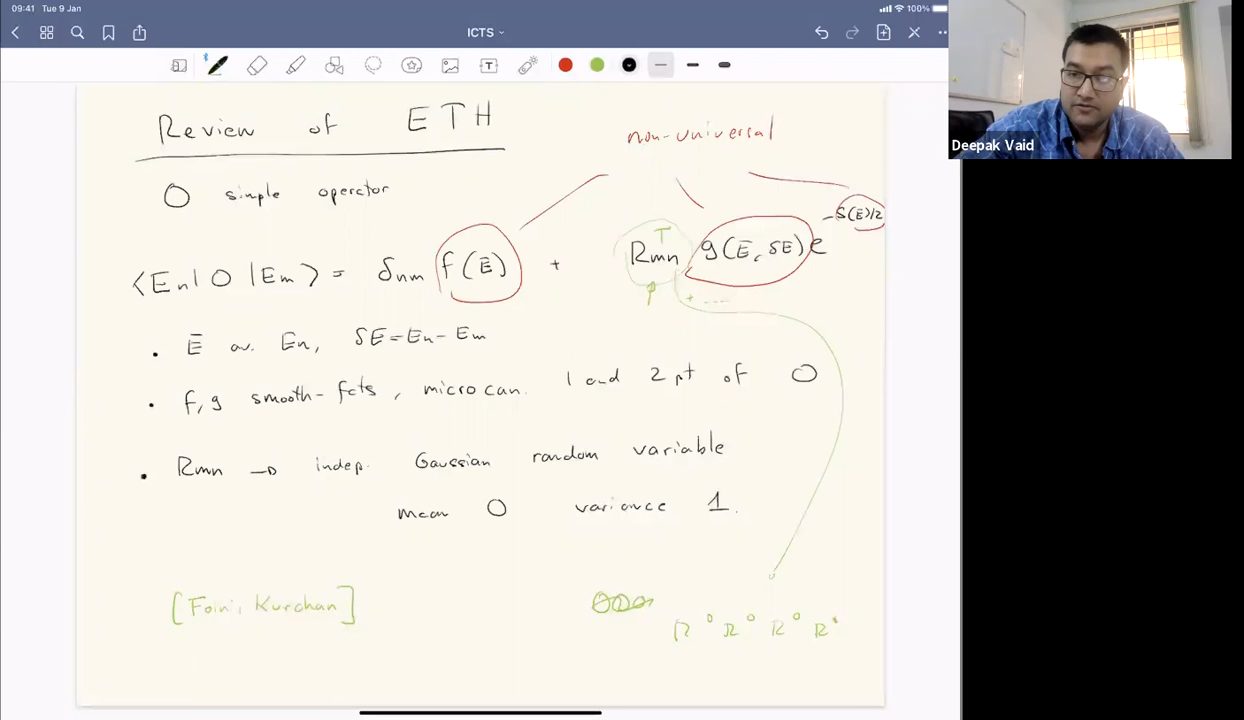 09:41 Tue 9 Jan
100%
ICTS
Deepak Vaid
Review of ETH
non-universal
O simple operator
⟨En| O |Em⟩ = δnm f(Ē) + Rmn g(Ē, δE) e^{-S(Ē)/2}
T
+ ....
• Ē av. En, δE = En - Em
• f, g smooth-fcts, microcan. 1 and 2 pt of O
• Rmn → indep. Gaussian random variable
mean 0 variance 1.
[Foini, Kurchan]
R R R R